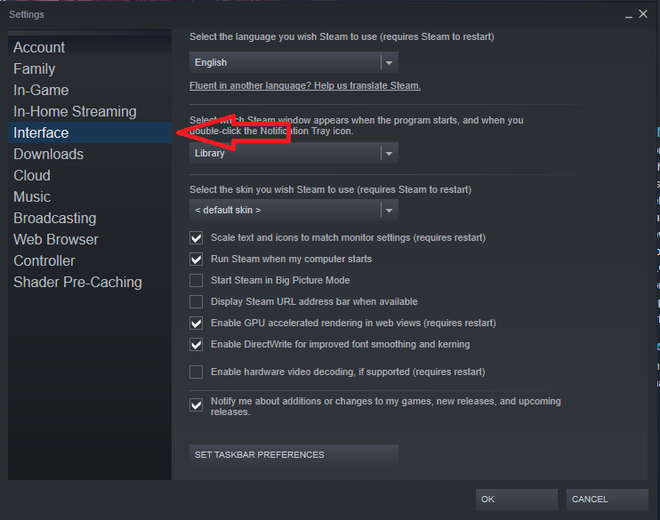 Settings
Account
Family
In-Game
In-Home Streaming
Interface
Downloads
Cloud
Music
Broadcasting
Web Browser
Controller
Shader Pre-Caching
Select the language you wish Steam to use (requires Steam to restart)
English
Fluent in another language? Help us translate Steam.
Select which Steam window appears when the program starts, and when you
double-click the Notification Tray icon.
Library
Select the skin you wish Steam to use (requires Steam to restart)
< default skin >
Scale text and icons to match monitor settings (requires restart)
Run Steam when my computer starts
Start Steam in Big Picture Mode
Display Steam URL address bar when available
Enable GPU accelerated rendering in web views (requires restart)
Enable DirectWrite for improved font smoothing and kerning
Enable hardware video decoding, if supported (requires restart)
Notify me about additions or changes to my games, new releases, and upcoming
releases.
SET TASKBAR PREFERENCES
OK
CANCEL